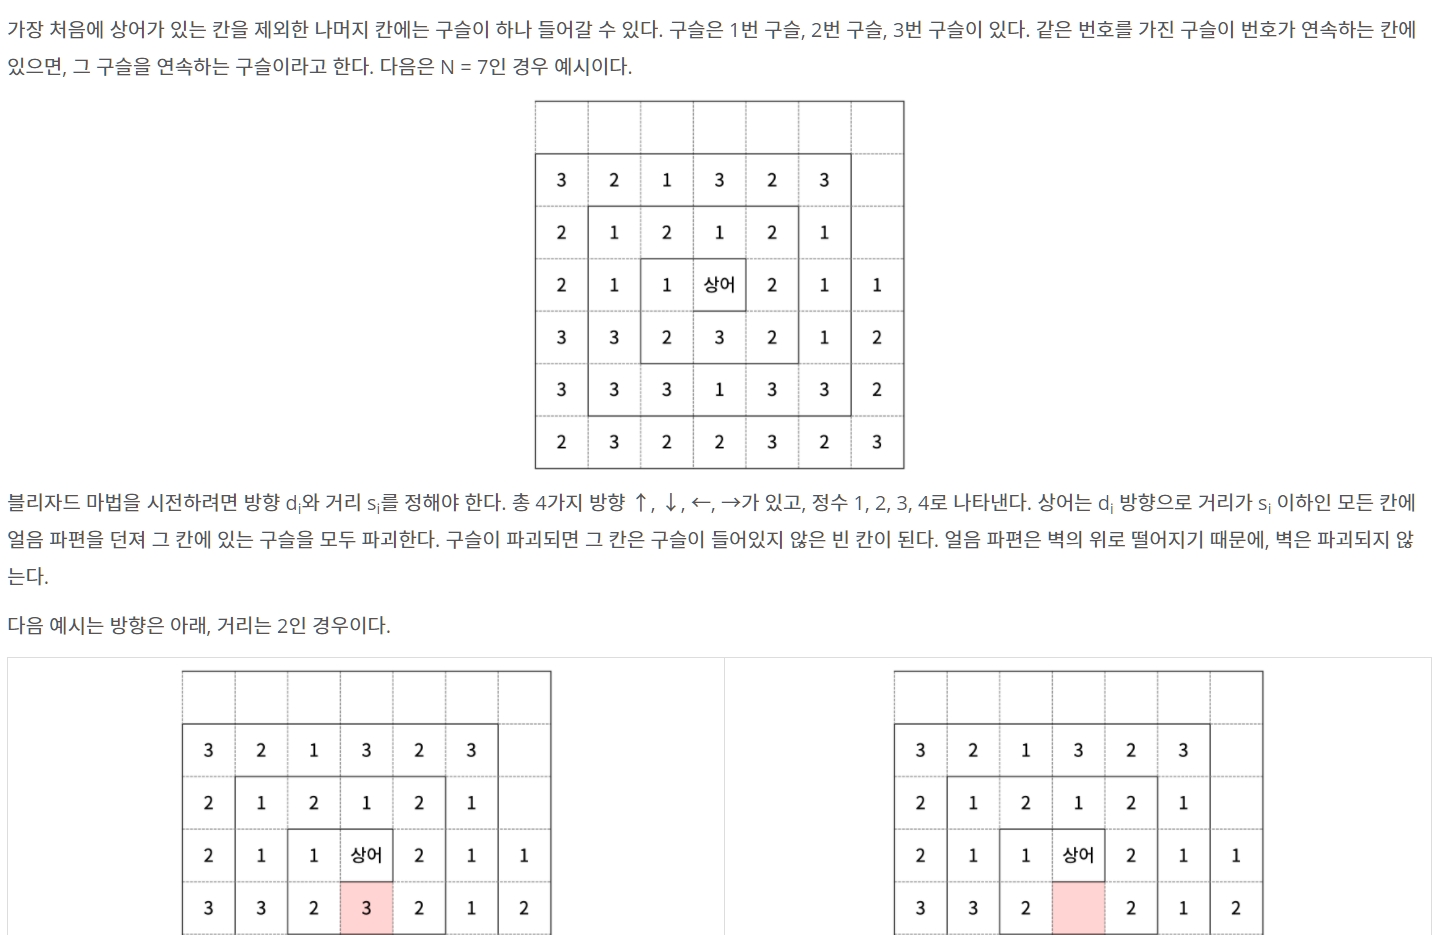 가장 처음에 상어가 있는 칸을 제외한 나머지 칸에는 구슬이 하나 들어갈 수 있다. 구슬은 1번 구슬, 2번 구슬, 3번 구슬이 있다. 같은 번호를 가진 구슬이 번호가 연속하는 칸에
있으면, 그 구슬을 연속하는 구슬이라고 한다. 다음은 N = 7인 경우 예시이다.
3 2 1 3 2 3
2 1 2 1 2 1
2 1 1 상어 2 1 1
3 3 2 3 2 1 2
3 3 3 1 3 3 2
2 3 2 2 3 2 3
블리자드 마법을 시전하려면 방향 di와 거리 si를 정해야 한다. 총 4가지 방향 ↑, ↓, ←, →가 있고, 정수 1, 2, 3, 4로 나타낸다. 상어는 di 방향으로 거리가 si 이하인 모든 칸에
얼음 파편을 던져 그 칸에 있는 구슬을 모두 파괴한다. 구슬이 파괴되면 그 칸은 구슬이 들어있지 않은 빈 칸이 된다. 얼음 파편은 벽의 위로 떨어지기 때문에, 벽은 파괴되지 않
는다.
다음 예시는 방향은 아래, 거리는 2인 경우이다.
3 2 1 3 2 3
2 1 2 1 2 1
2 1 1 상어 2 1 1
3 3 2 3 2 1 2
3 2 1 3 2 3
2 1 2 1 2 1
2 1 1 상어 2 1 1
3 3 2 2 1 2